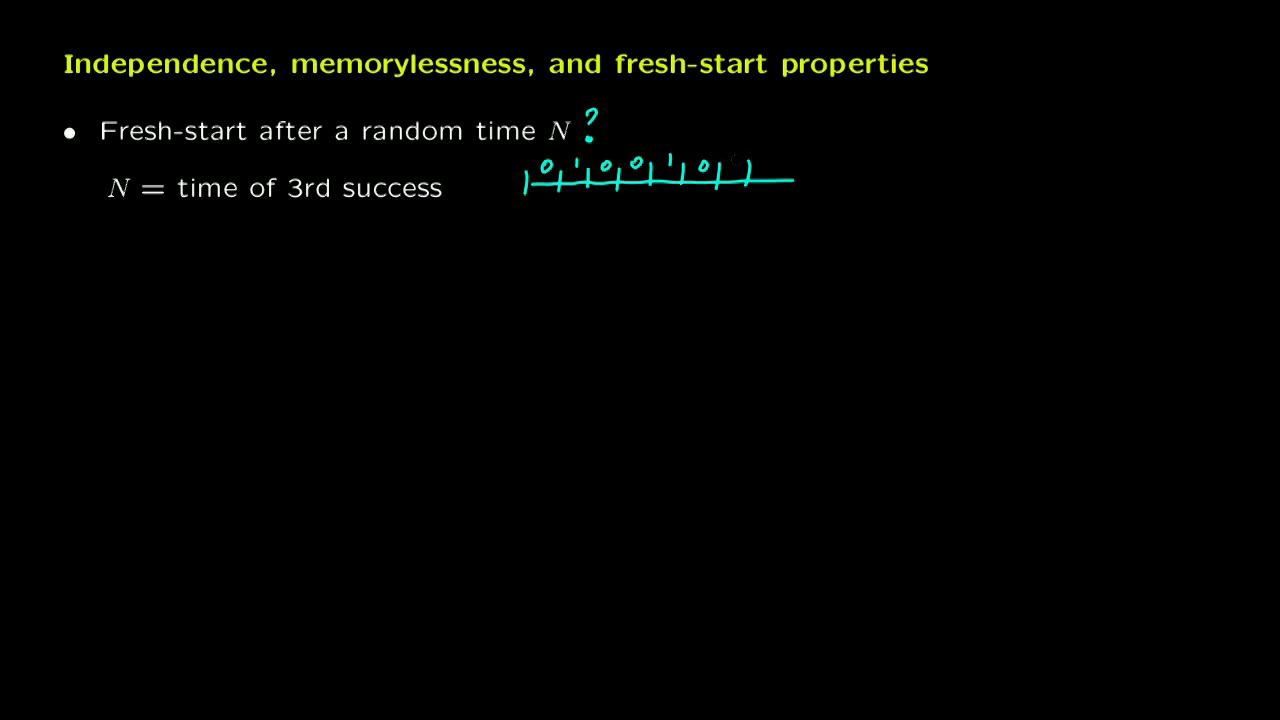 Independence, memorylessness, and fresh-start properties
• Fresh-start after a random time N ?
0 1 0 0 1 0
N = time of 3rd success